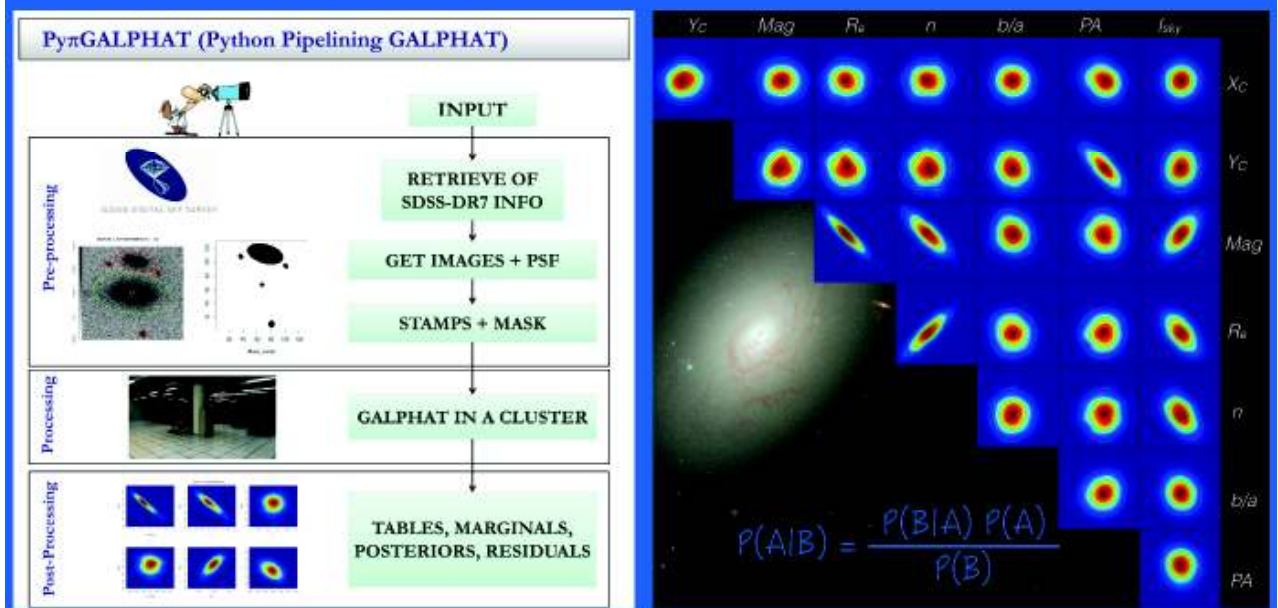 PyπGALPHAT (Python Pipelining GALPHAT)
INPUT
Pre-processing
RETRIEVE OF
SDSS-DR7 INFO
GET IMAGES + PSF
STAMPS + MASK
Processing
GALPHAT IN A CLUSTER
Post-Processing
TABLES, MARGINALS,
POSTERIORS, RESIDUALS
Yc Mag Re n b/a PA Isky
Xc
Yc
Mag
Re
n
b/a
PA
P(A|B) = P(B|A) P(A)
P(B)